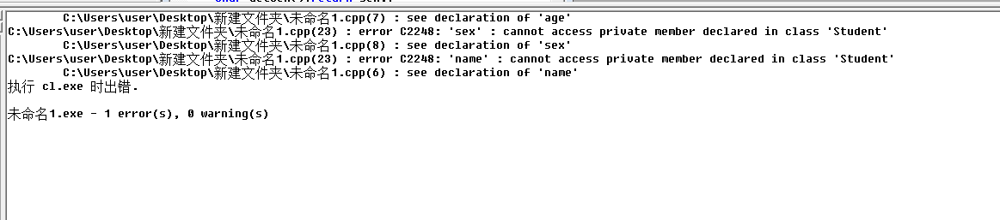 C:\Users\user\Desktop\新建文件夹\未命名1.cpp(7) : see declaration of 'age'
C:\Users\user\Desktop\新建文件夹\未命名1.cpp(23) : error C2248: 'sex' : cannot access private member declared in class 'Student'
C:\Users\user\Desktop\新建文件夹\未命名1.cpp(8) : see declaration of 'sex'
C:\Users\user\Desktop\新建文件夹\未命名1.cpp(23) : error C2248: 'name' : cannot access private member declared in class 'Student'
C:\Users\user\Desktop\新建文件夹\未命名1.cpp(6) : see declaration of 'name'
执行 cl.exe 时出错.
未命名1.exe - 1 error(s), 0 warning(s)